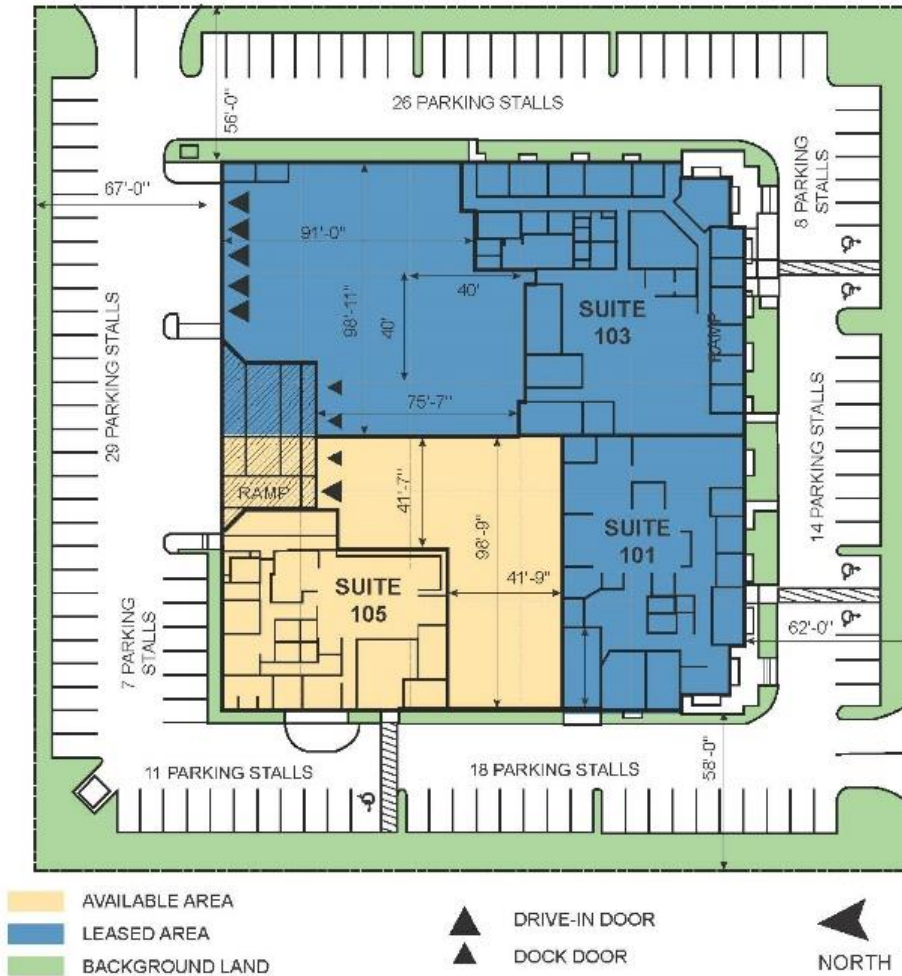 26 PARKING STALLS
56'-0"
67'-0"
8 PARKING
STALLS
91'-0"
98'-11"
40'
40'
SUITE
103
RAMP
75'-7"
29 PARKING STALLS
14 PARKING STALLS
RAMP
41'-7"
98'-9"
41'-9"
SUITE
101
SUITE
105
62'-0"
7 PARKING
STALLS
11 PARKING STALLS
18 PARKING STALLS
58'-0"
AVAILABLE AREA
LEASED AREA
BACKGROUND LAND
DRIVE-IN DOOR
DOCK DOOR
NORTH